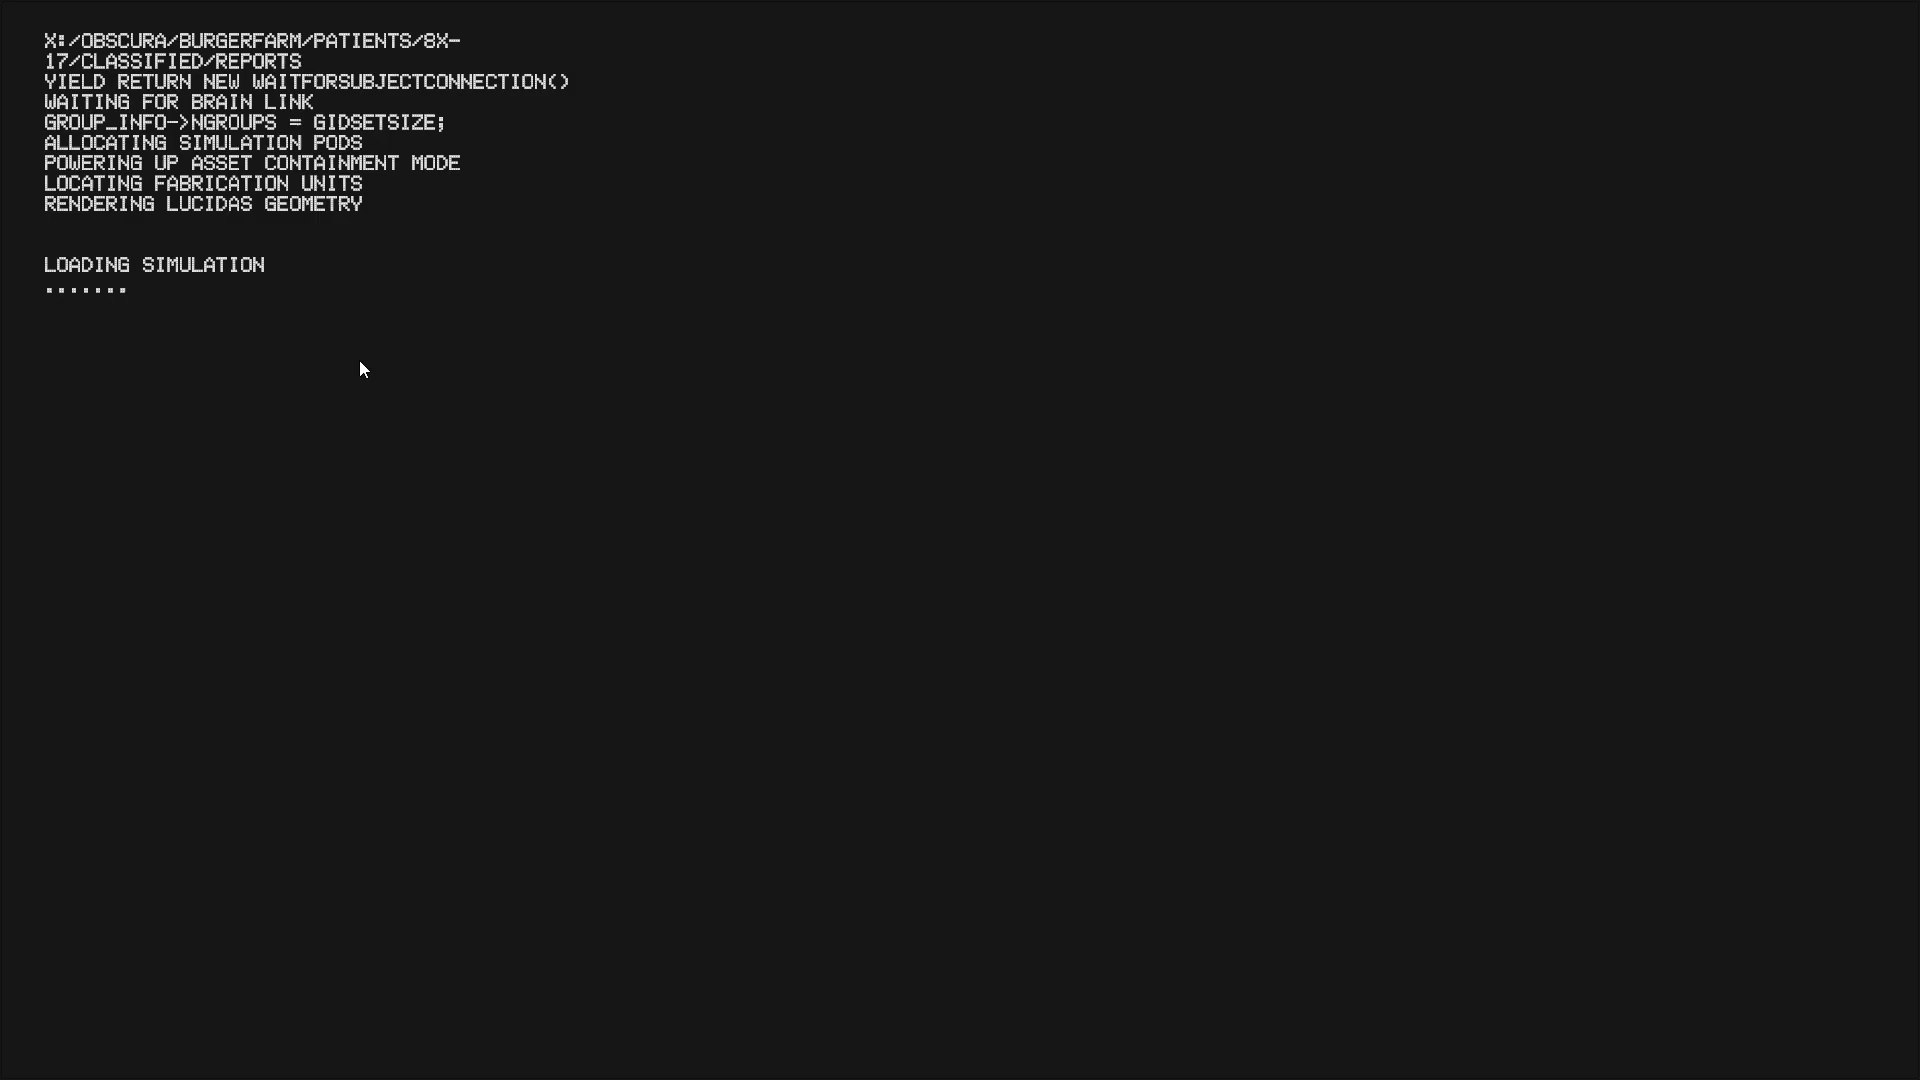 X:/OBSCURA/BURGERFARM/PATIENTS/8X-
17/CLASSIFIED/REPORTS
YIELD RETURN NEW WAITFORSUBJECTCONNECTION()
WAITING FOR BRAIN LINK
GROUP_INFO->NGROUPS = GIDSETSIZE;
ALLOCATING SIMULATION PODS
POWERING UP ASSET CONTAINMENT MODE
LOCATING FABRICATION UNITS
RENDERING LUCIDAS GEOMETRY
LOADING SIMULATION
.......